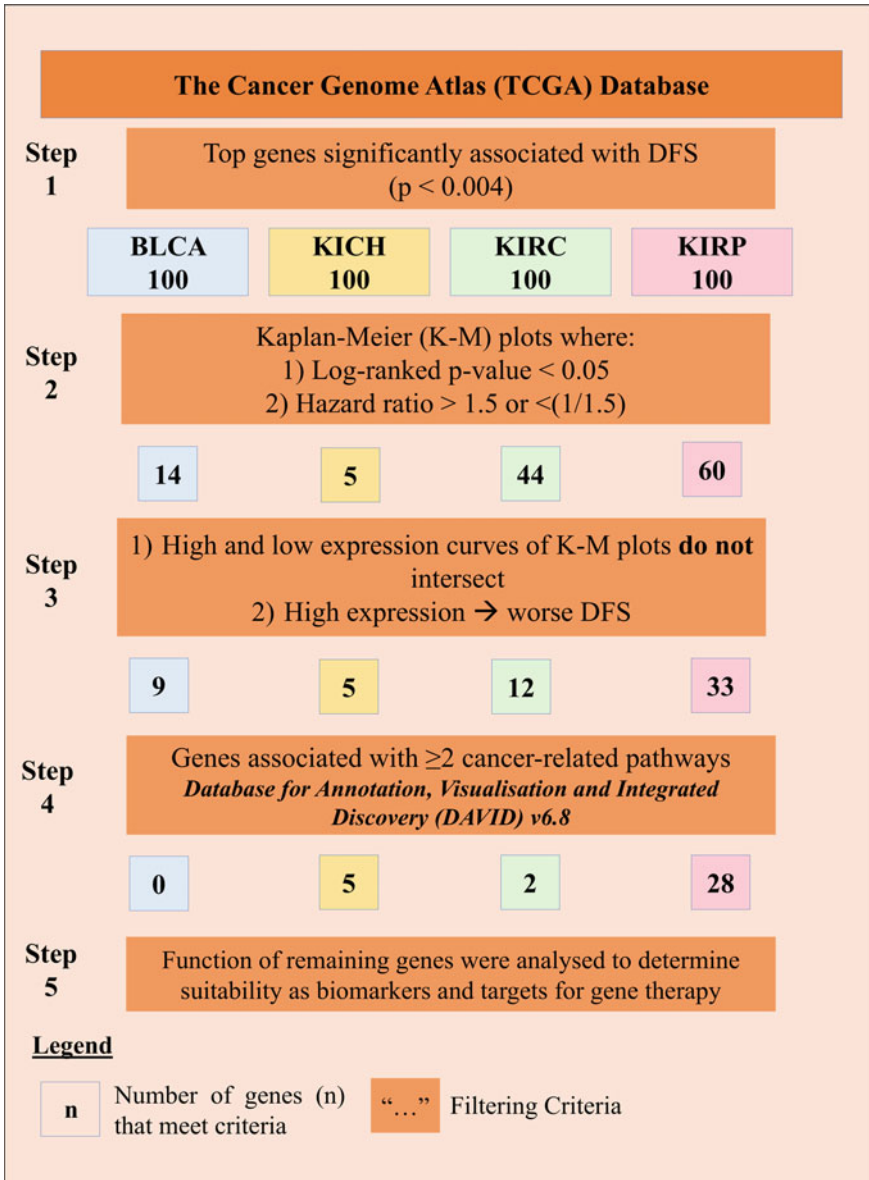 The Cancer Genome Atlas (TCGA) Database
Step
1
Top genes significantly associated with DFS
(p < 0.004)
BLCA
100
KICH
100
KIRC
100
KIRP
100
Step
2
Kaplan-Meier (K-M) plots where:
1) Log-ranked p-value < 0.05
2) Hazard ratio > 1.5 or <(1/1.5)
14
5
44
60
Step
3
1) High and low expression curves of K-M plots do not
intersect
2) High expression → worse DFS
9
5
12
33
Step
4
Genes associated with ≥2 cancer-related pathways
Database for Annotation, Visualisation and Integrated
Discovery (DAVID) v6.8
0
5
2
28
Step
5
Function of remaining genes were analysed to determine
suitability as biomarkers and targets for gene therapy
Legend
n
Number of genes (n)
that meet criteria
“...”
Filtering Criteria